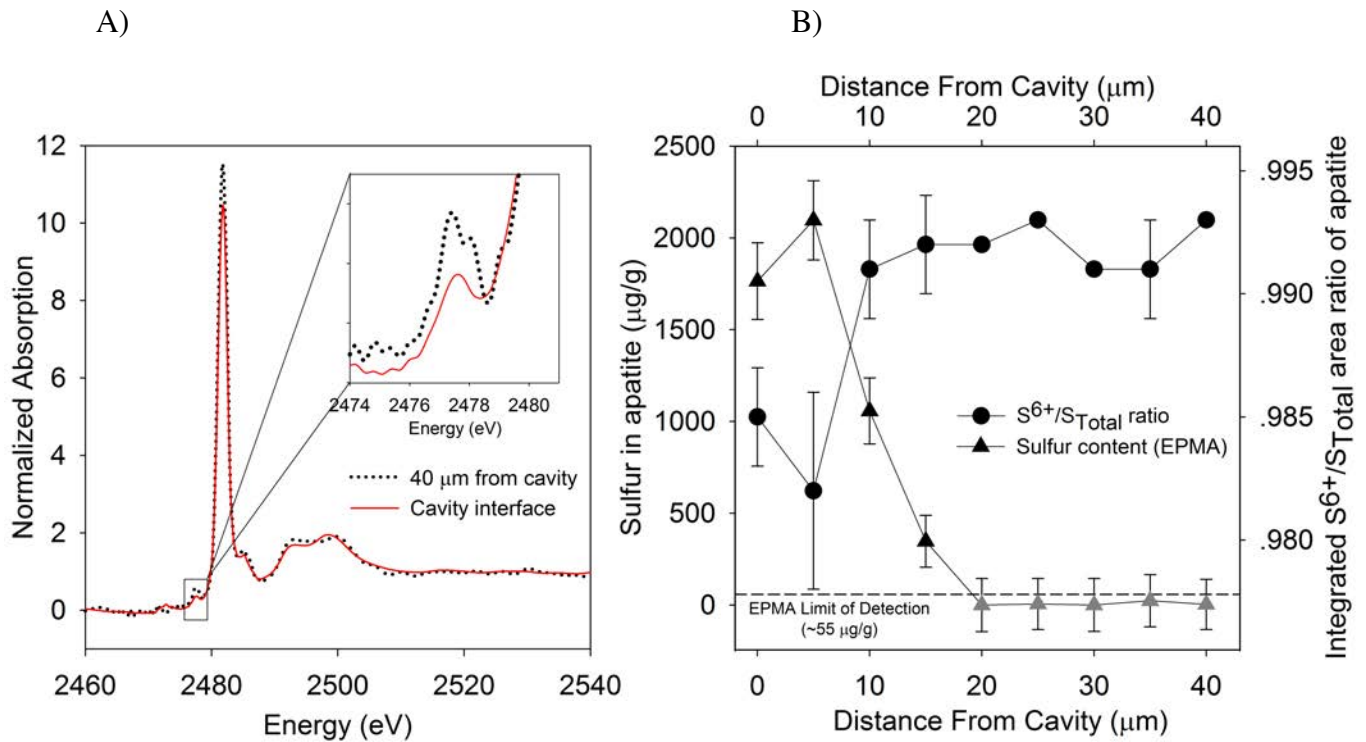 A)
B)
Normalized Absorption
12
10
8
6
4
2
0
2460
2480
2500
2520
2540
Energy (eV)
2474
2476
2478
2480
Energy (eV)
40 μm from cavity
Cavity interface
Distance From Cavity (μm)
0
10
20
30
40
Sulfur in apatite (μg/g)
2500
2000
1500
1000
500
0
S6+/STotal ratio
Sulfur content (EPMA)
EPMA Limit of Detection
(~55 μg/g)
.995
.990
.985
.980
Integrated S6+/STotal area ratio of apatite
0
10
20
30
40
Distance From Cavity (μm)